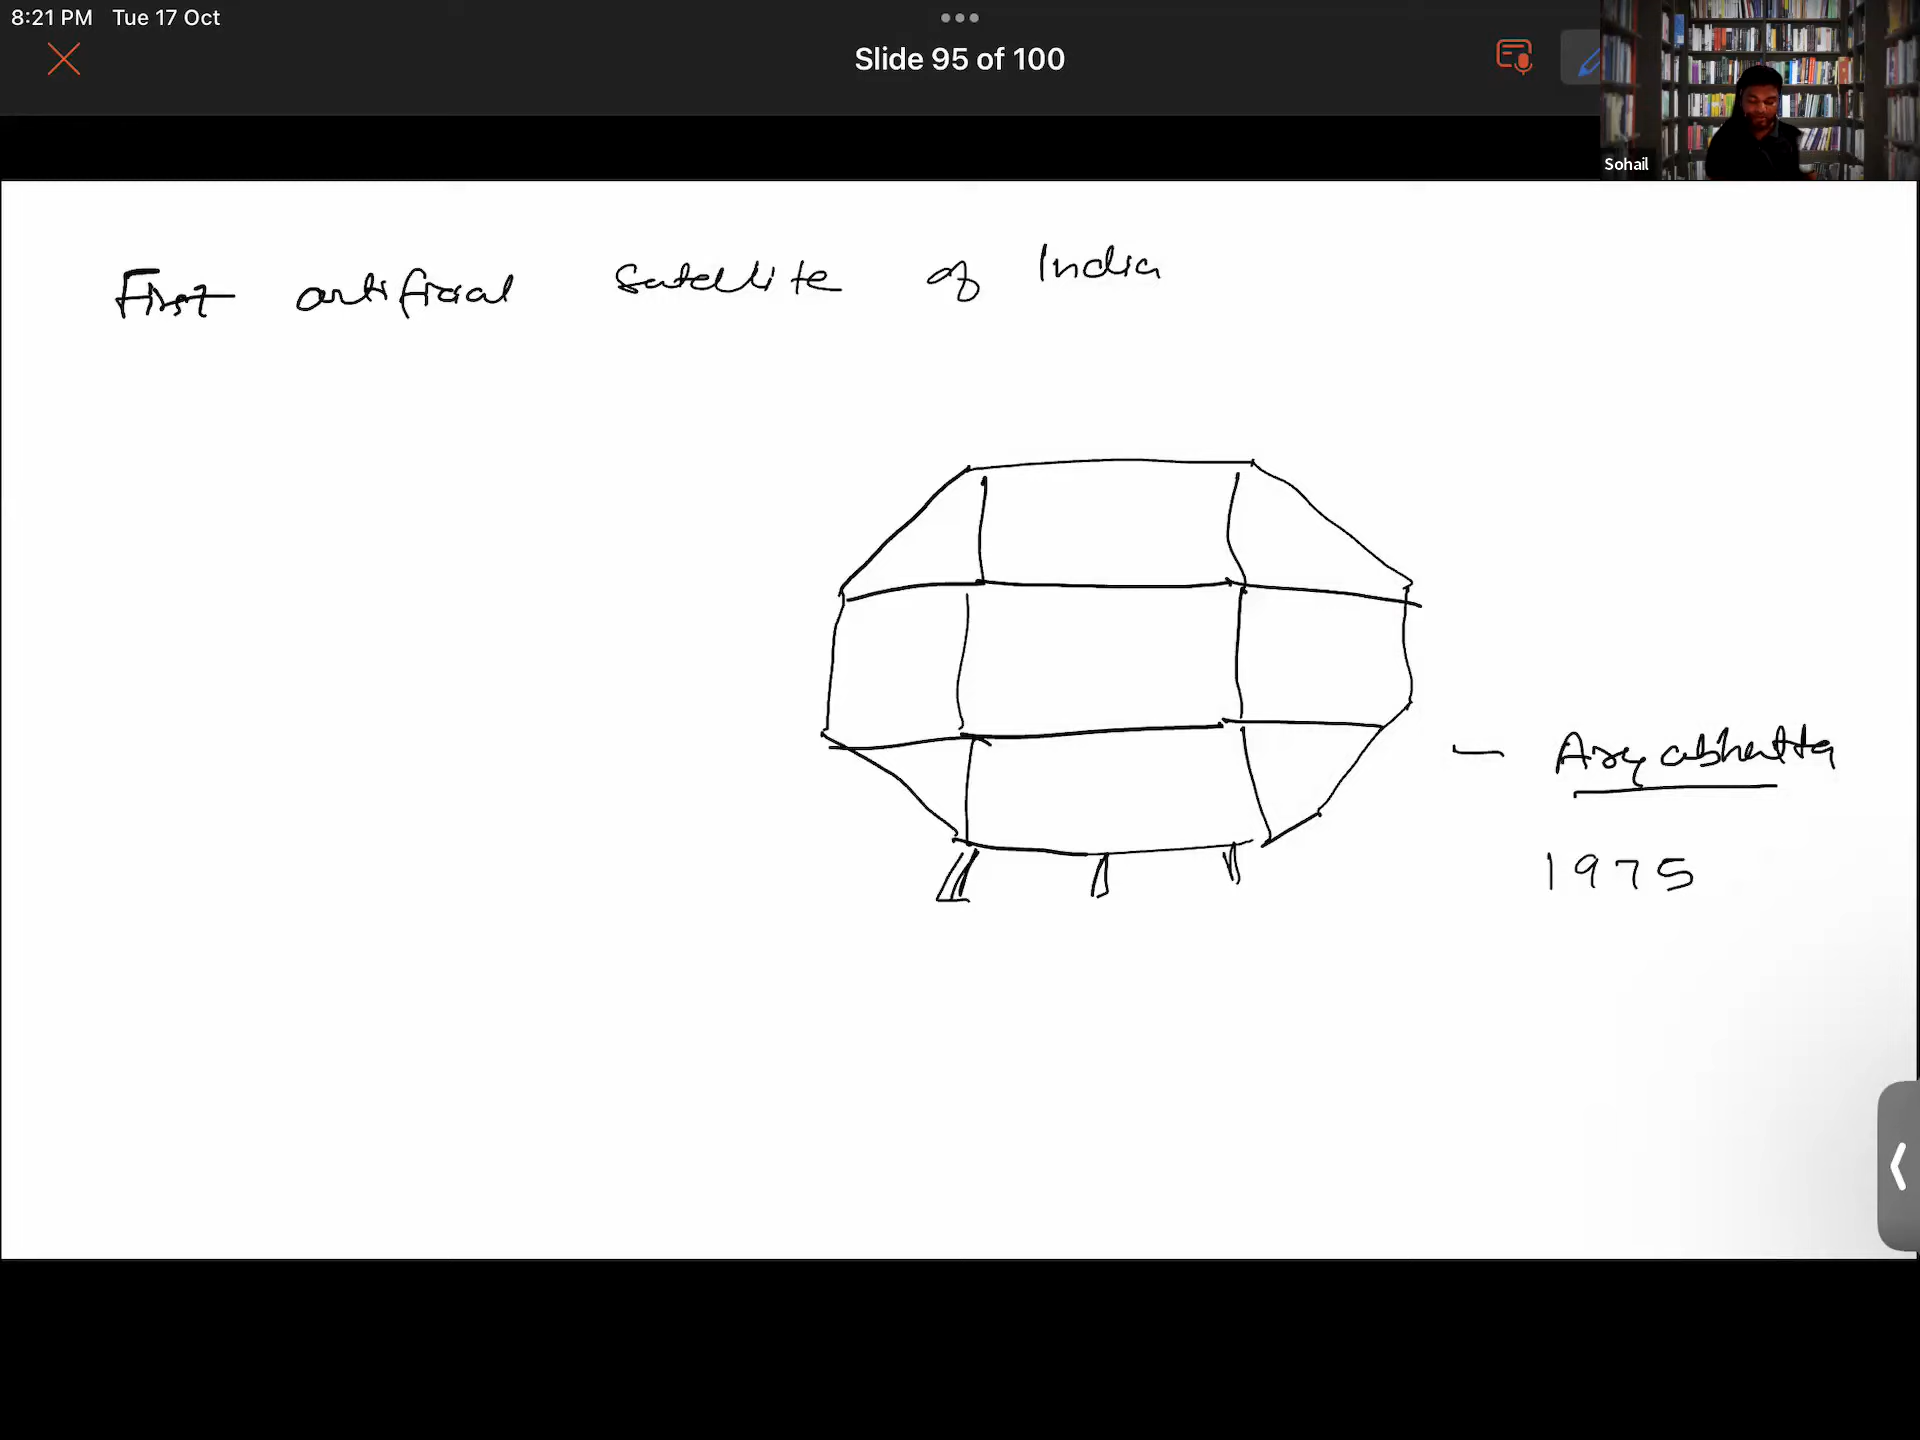 8:21 PM Tue 17 Oct
Slide 95 of 100
Sohail
First artificial satellite of India
— Aryabhatta
1975